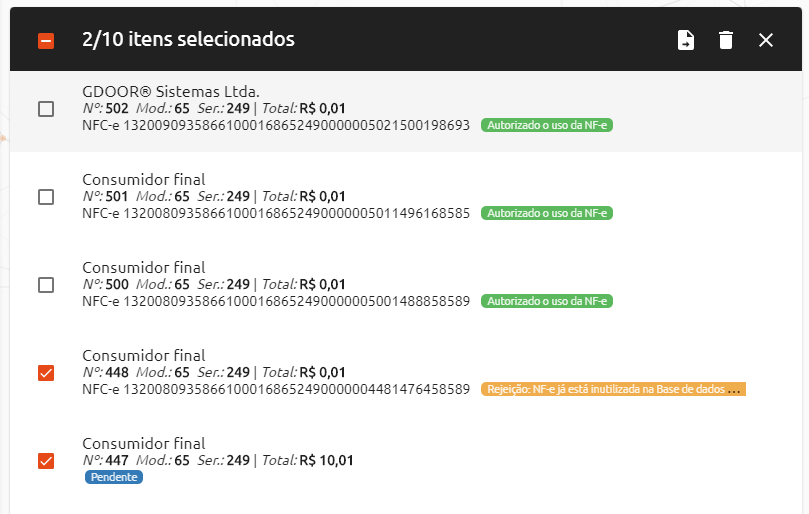 2/10 itens selecionados
GDOOR® Sistemas Ltda.
Nº: 502 Mod.: 65 Ser.: 249 | Total: R$ 0,01
NFC-e 13200909358661000168652490000005021500198693 Autorizado o uso da NF-e
Consumidor final
Nº: 501 Mod.: 65 Ser.: 249 | Total: R$ 0,01
NFC-e 13200809358661000168652490000005011496168585 Autorizado o uso da NF-e
Consumidor final
Nº: 500 Mod.: 65 Ser.: 249 | Total: R$ 0,01
NFC-e 13200809358661000168652490000005001488858589 Autorizado o uso da NF-e
Consumidor final
Nº: 448 Mod.: 65 Ser.: 249 | Total: R$ 0,01
NFC-e 13200809358661000168652490000004481476458589 Rejeição: NF-e já está inutilizada na Base de dados ...
Consumidor final
Nº: 447 Mod.: 65 Ser.: 249 | Total: R$ 10,01
Pendente